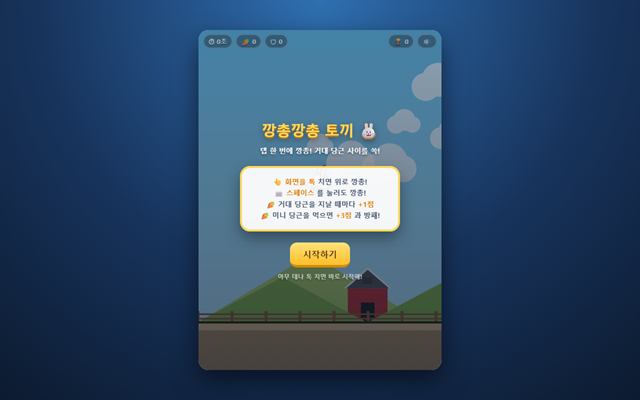 0초 0 0 0
깡총깡총 토끼
탭 한 번에 깡총! 거대 당근 사이를 쏙!
화면을 톡 치면 위로 깡총!
스페이스 를 눌러도 깡총!
거대 당근을 지날 때마다 +1점
미니 당근을 먹으면 +3점 과 방패!
시작하기
아무 데나 톡 치면 바로 시작해!